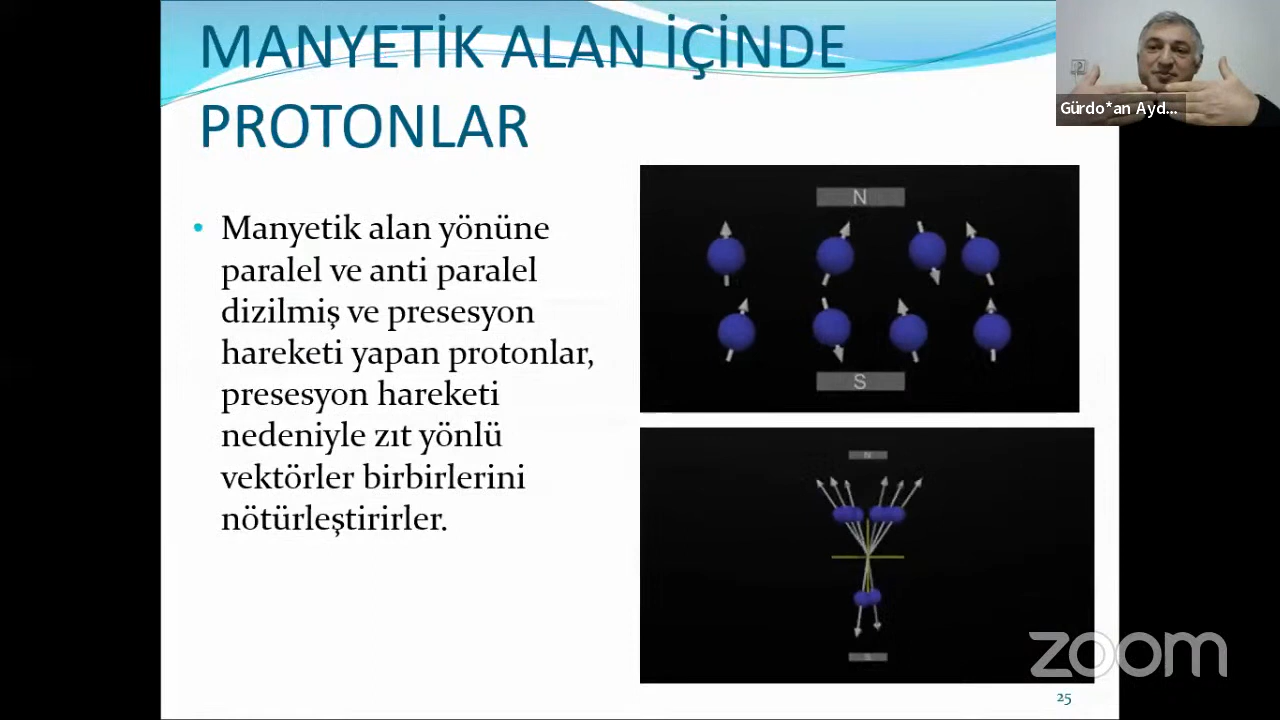 MANYETİK ALAN İÇİNDE
PROTONLAR
Gürdo*an Ayd...
• Manyetik alan yönüne
paralel ve anti paralel
dizilmiş ve presesyon
hareketi yapan protonlar,
presesyon hareketi
nedeniyle zıt yönlü
vektörler birbirlerini
nötürleştirirler.
N
S
N
S
zoom
25